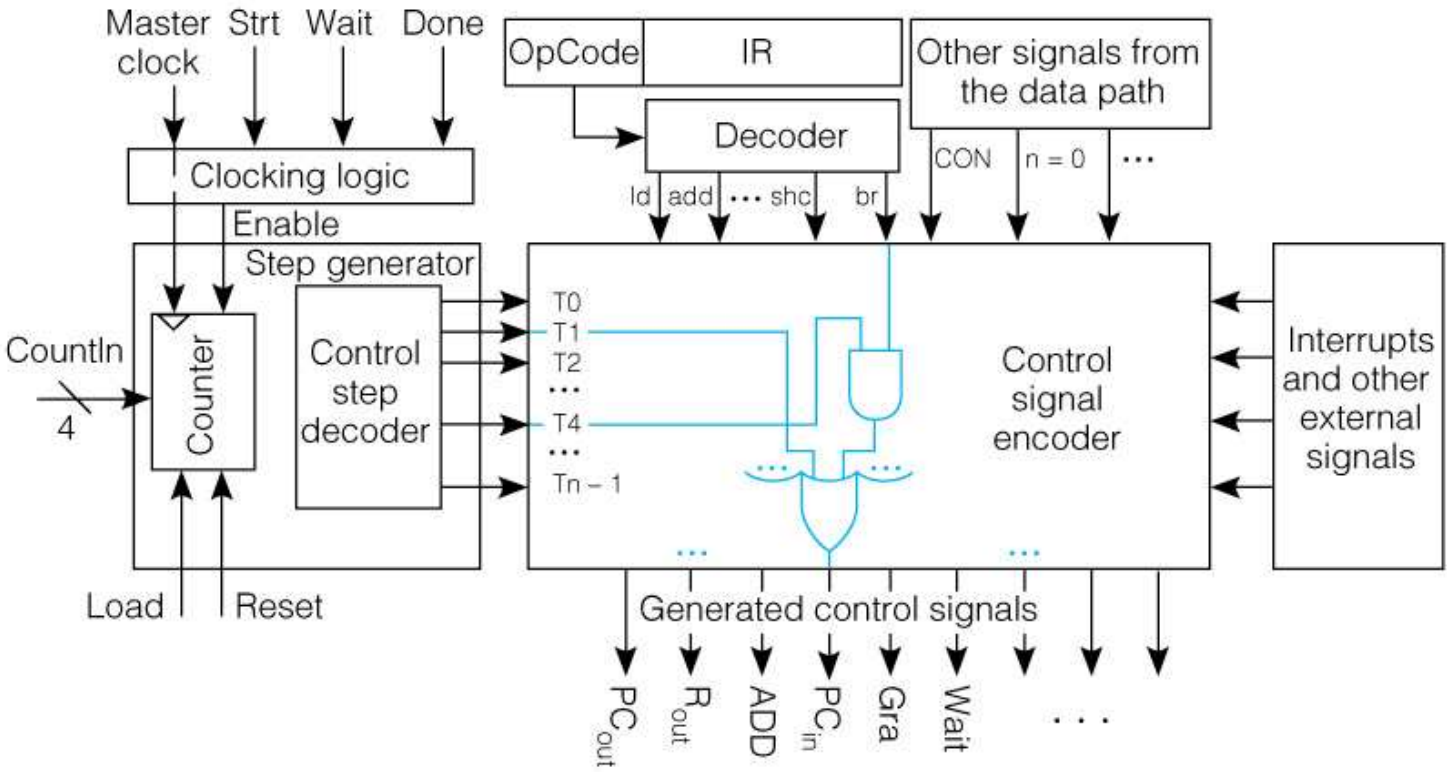 Master clock
Strt
Wait
Done
OpCode
IR
Other signals from
the data path
Decoder
Clocking logic
CON
n = 0
...
ld
add
...
shc
br
Enable
Step generator
CountIn
4
Counter
Control
step
decoder
T0
T1
T2
...
T4
...
Tn – 1
Control
signal
encoder
Interrupts
and other
external
signals
...
...
...
...
Load
Reset
Generated control signals
PCout
Rout
ADD
PCin
Gra
Wait
...